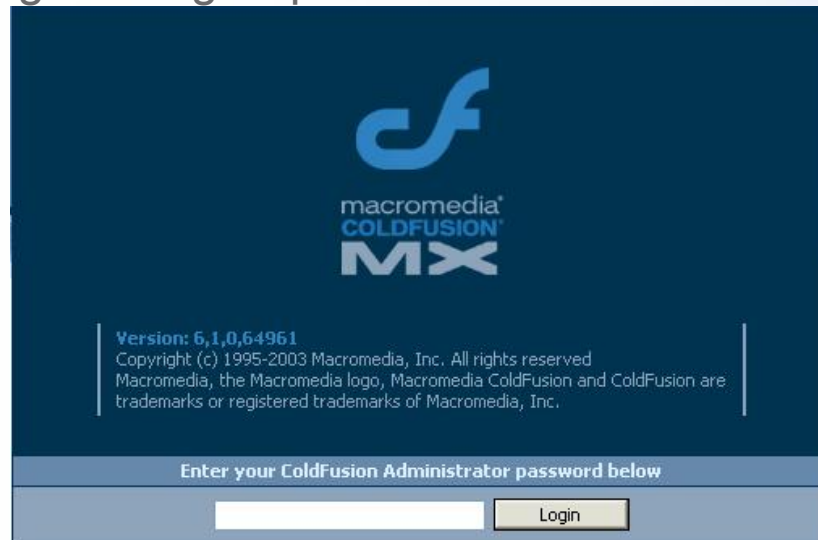 cf
macromedia®
COLDFUSION®
MX
Version: 6,1,0,64961
Copyright (c) 1995-2003 Macromedia, Inc. All rights reserved
Macromedia, the Macromedia logo, Macromedia ColdFusion and ColdFusion are
trademarks or registered trademarks of Macromedia, Inc.
Enter your ColdFusion Administrator password below
Login